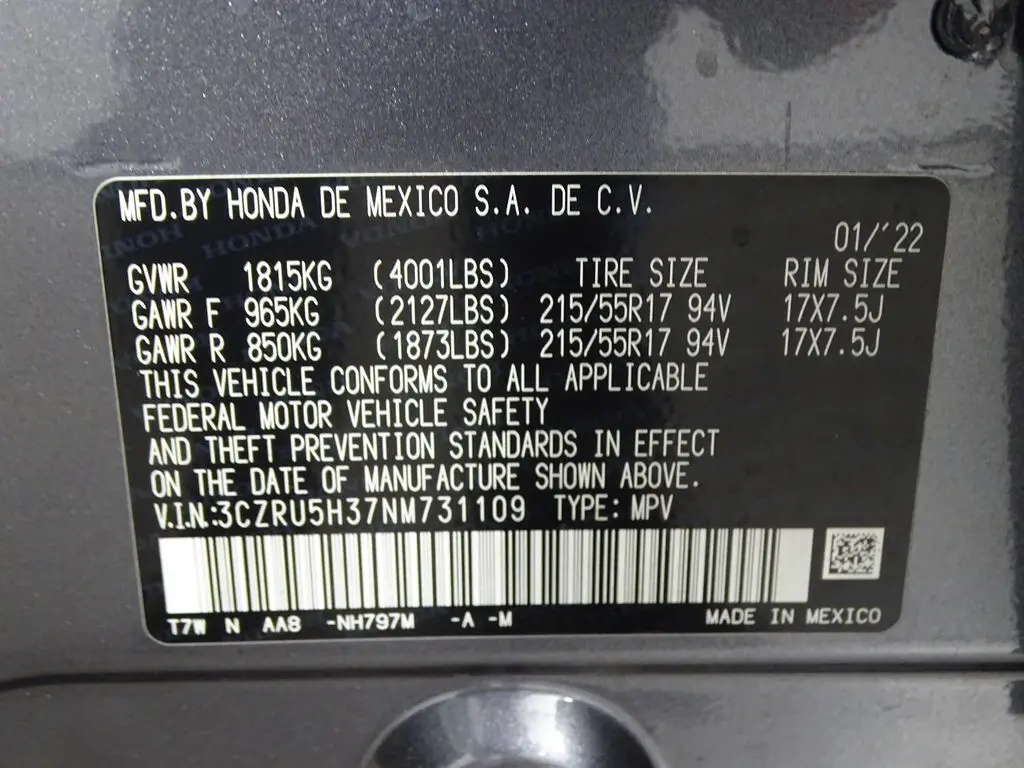 MFD.BY HONDA DE MEXICO S.A. DE C.V.
01/'22
GVWR 1815KG (4001LBS) TIRE SIZE RIM SIZE
GAWR F 965KG (2127LBS) 215/55R17 94V 17X7.5J
GAWR R 850KG (1873LBS) 215/55R17 94V 17X7.5J
THIS VEHICLE CONFORMS TO ALL APPLICABLE
FEDERAL MOTOR VEHICLE SAFETY
AND THEFT PREVENTION STANDARDS IN EFFECT
ON THE DATE OF MANUFACTURE SHOWN ABOVE.
V.I.N.:3CZRU5H37NM731109 TYPE: MPV
T7W N AA8 -NH797M -A -M MADE IN MEXICO